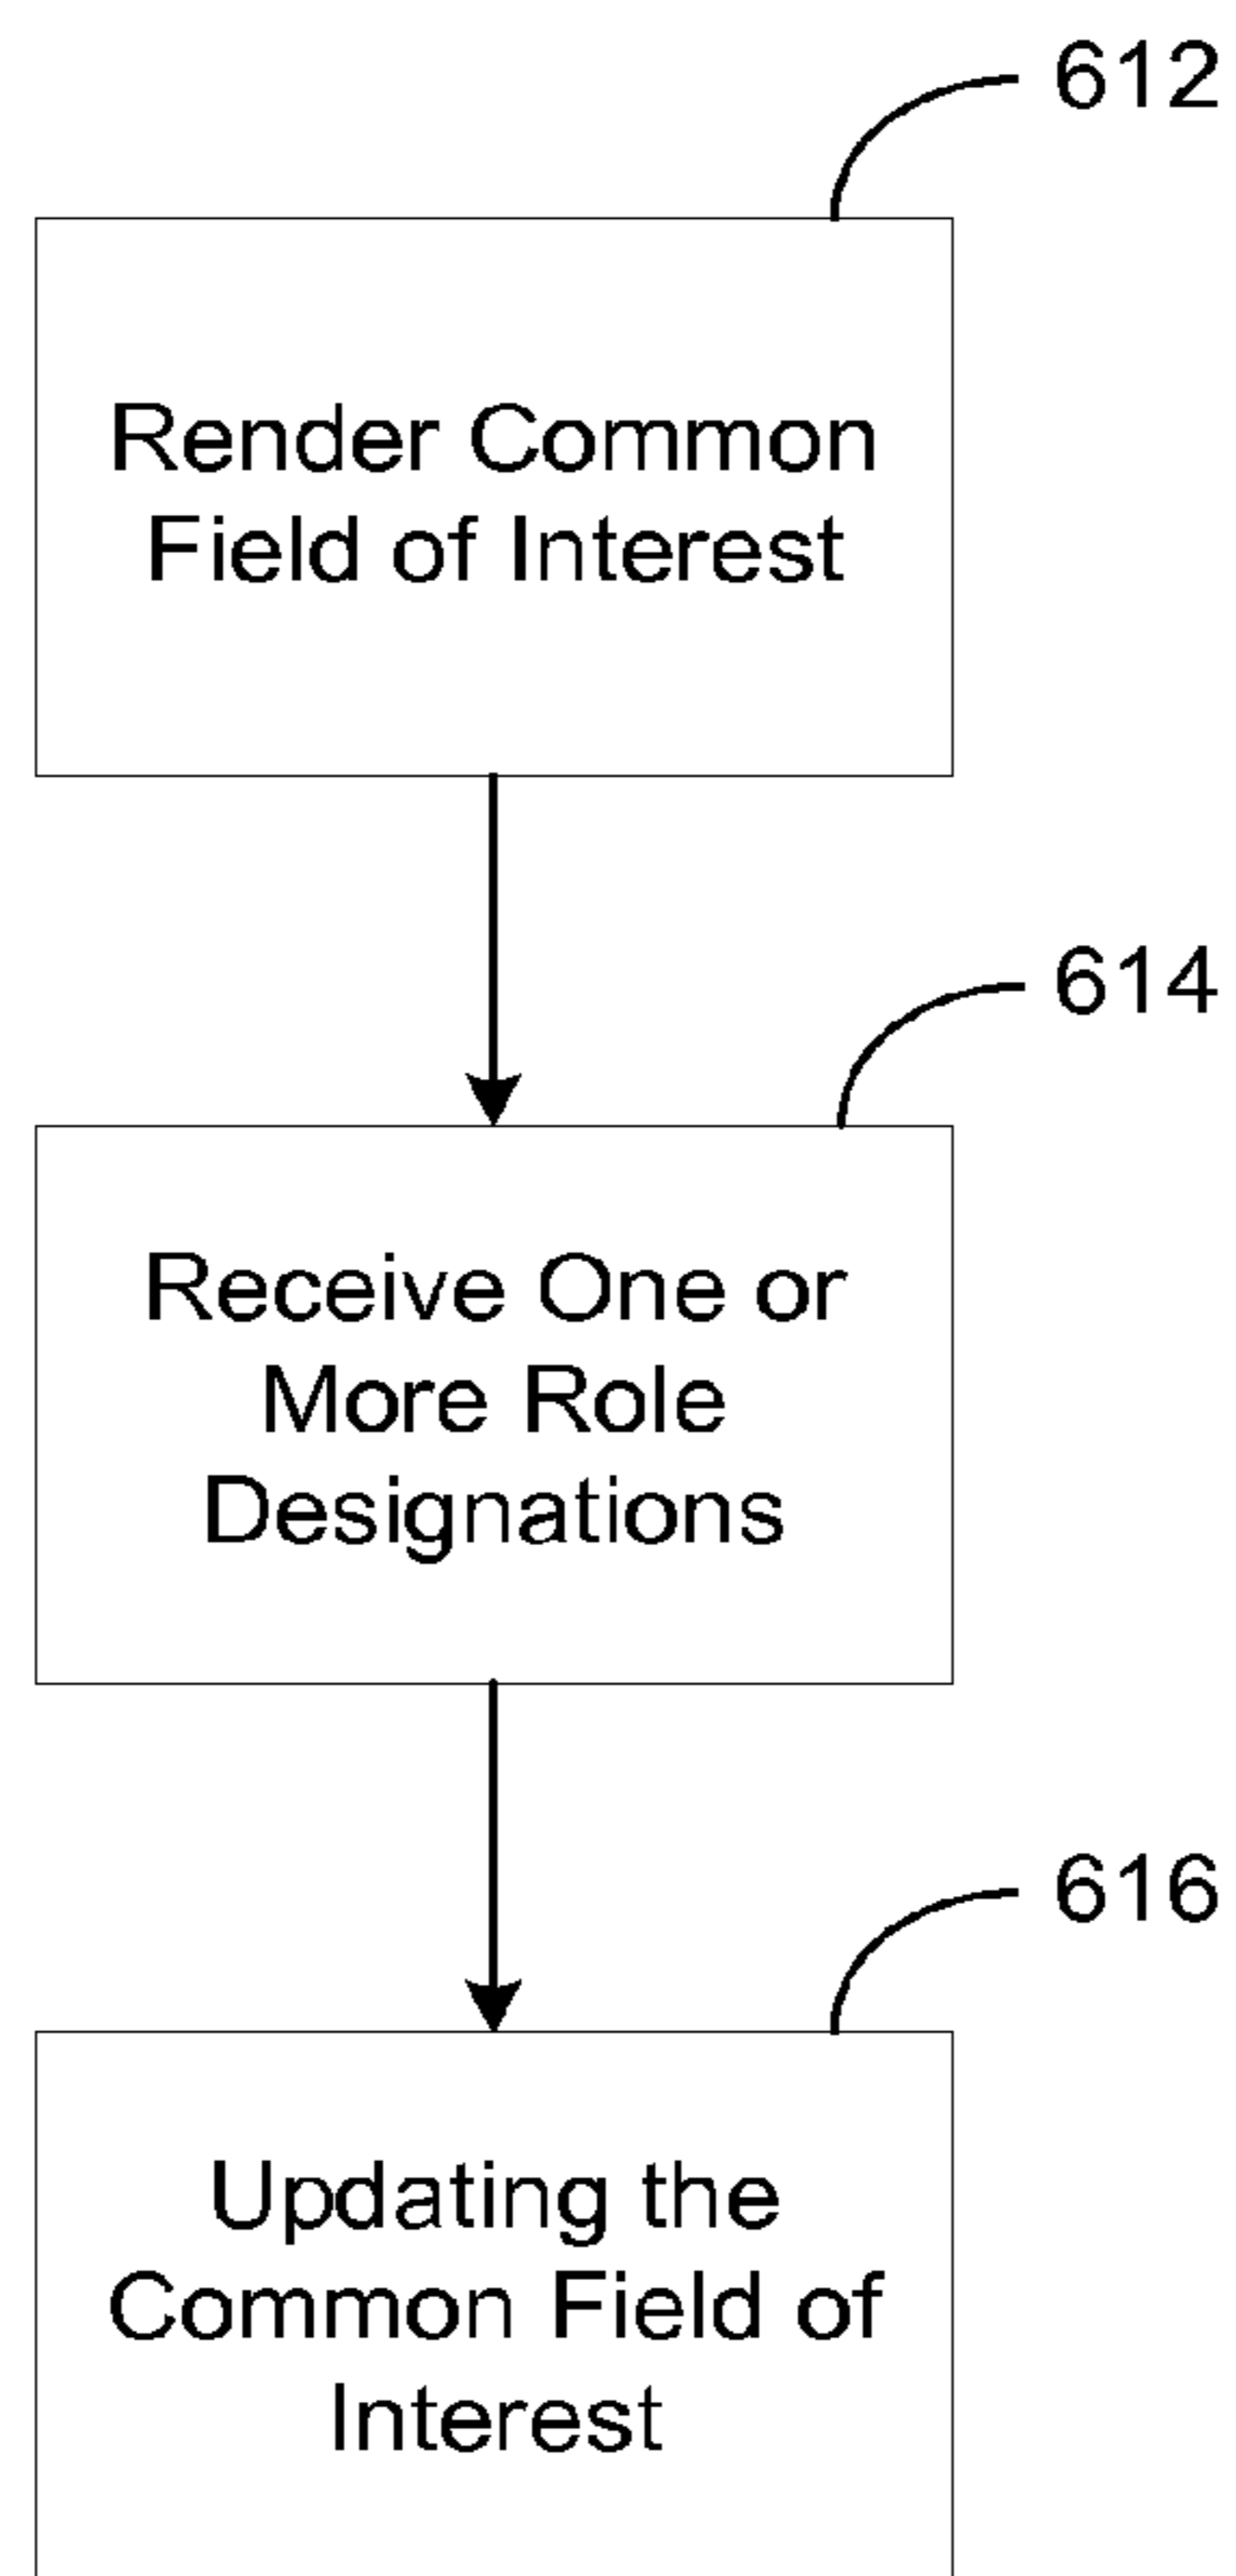 612
Render Common
Field of Interest
614
Receive One or
More Role
Designations
616
Updating the
Common Field of
Interest